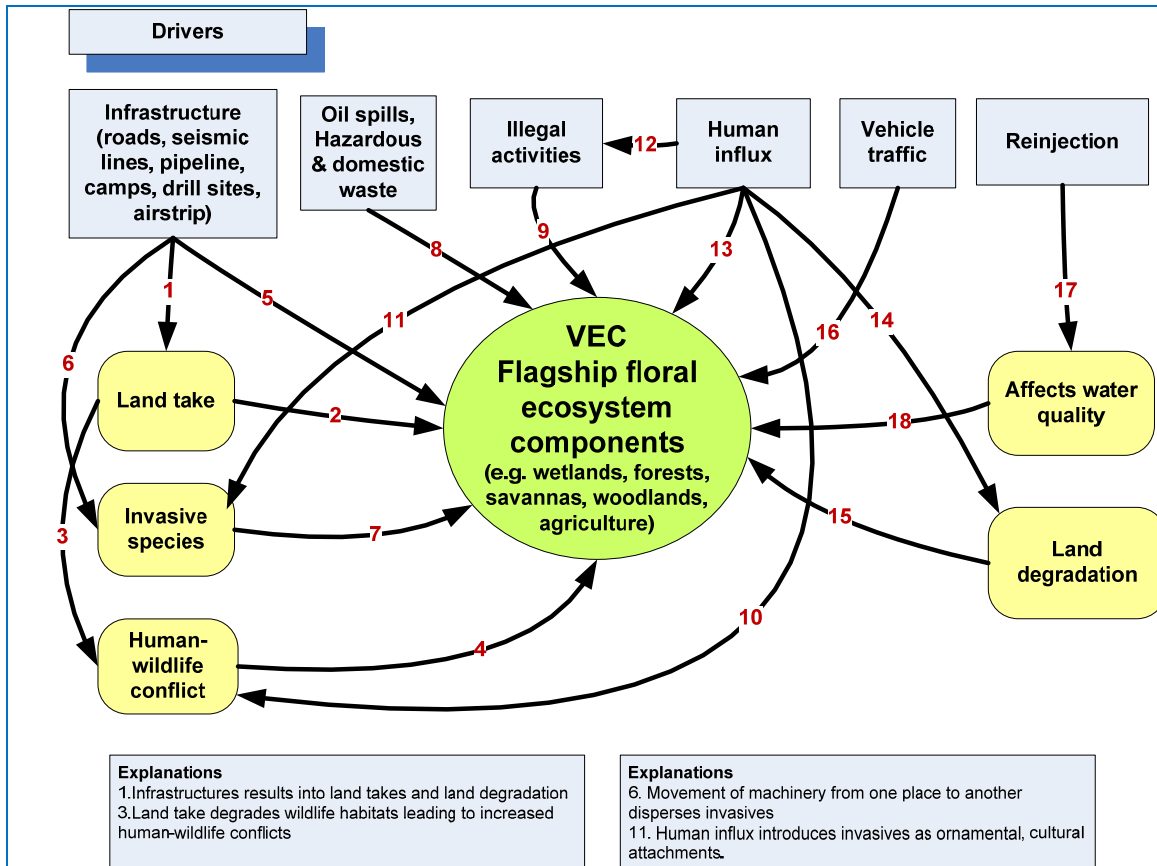 Drivers
Infrastructure
(roads, seismic
lines, pipeline,
camps, drill sites,
airstrip)
Oil spills,
Hazardous
& domestic
waste
Illegal
activities
12
Human
influx
Vehicle
traffic
Reinjection
1
5
6
8
9
11
13
16
14
17
VEC
Flagship floral
ecosystem
components
(e.g. wetlands, forests,
savannas, woodlands,
agriculture)
Land take
2
Affects water
quality
18
3
Invasive
species
7
15
Land
degradation
Human-
wildlife
conflict
4
10
Explanations
1.Infrastructures results into land takes and land degradation
3.Land take degrades wildlife habitats leading to increased
human-wildlife conflicts
Explanations
6. Movement of machinery from one place to another
disperses invasives
11. Human influx introduces invasives as ornamental, cultural
attachments.